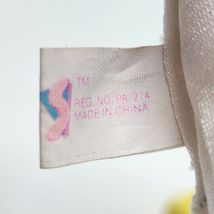 TM
REG. NO. PA. 274
MADE IN CHINA